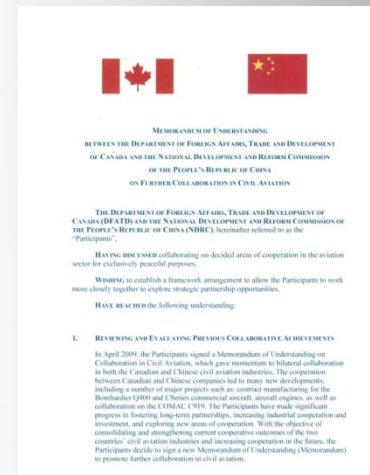 MEMORANDUM OF UNDERSTANDING
BETWEEN THE DEPARTMENT OF FOREIGN AFFAIRS, TRADE AND DEVELOPMENT
OF CANADA AND THE NATIONAL DEVELOPMENT AND REFORM COMMISSION
OF THE PEOPLE'S REPUBLIC OF CHINA
ON FURTHER COLLABORATION IN CIVIL AVIATION
THE DEPARTMENT OF FOREIGN AFFAIRS, TRADE AND DEVELOPMENT OF
CANADA (DFATD) AND THE NATIONAL DEVELOPMENT AND REFORM COMMISSION OF
THE PEOPLE'S REPUBLIC OF CHINA (NDRC), hereinafter referred to as the
"Participants",
HAVING DISCUSSED collaborating on decided areas of cooperation in the aviation
sector for exclusively peaceful purposes,
WISHING to establish a framework arrangement to allow the Participants to work
more closely together to explore strategic partnership opportunities,
HAVE REACHED the following understanding:
1. REVIEWING AND EVALUATING PREVIOUS COLLABORATIVE ACHIEVEMENTS
In April 2009, the Participants signed a Memorandum of Understanding on
Collaboration in Civil Aviation, which gave momentum to bilateral collaboration
in both the Canadian and Chinese civil aviation industries. The cooperation
between Canadian and Chinese companies led to many new developments,
including a number of major projects such as: contract manufacturing for the
Bombardier Q400 and CSeries commercial aircraft, aircraft engines, as well as
collaboration on the COMAC C919. The Participants have made significant
progress in fostering long-term partnerships, increasing industrial cooperation and
investment, and exploring new areas of cooperation. With the objective of
consolidating and strengthening current cooperative outcomes of the two
countries' civil aviation industries and increasing cooperation in the future, the
Participants decide to sign a new Memorandum of Understanding (Memorandum)
to promote further collaboration in civil aviation.